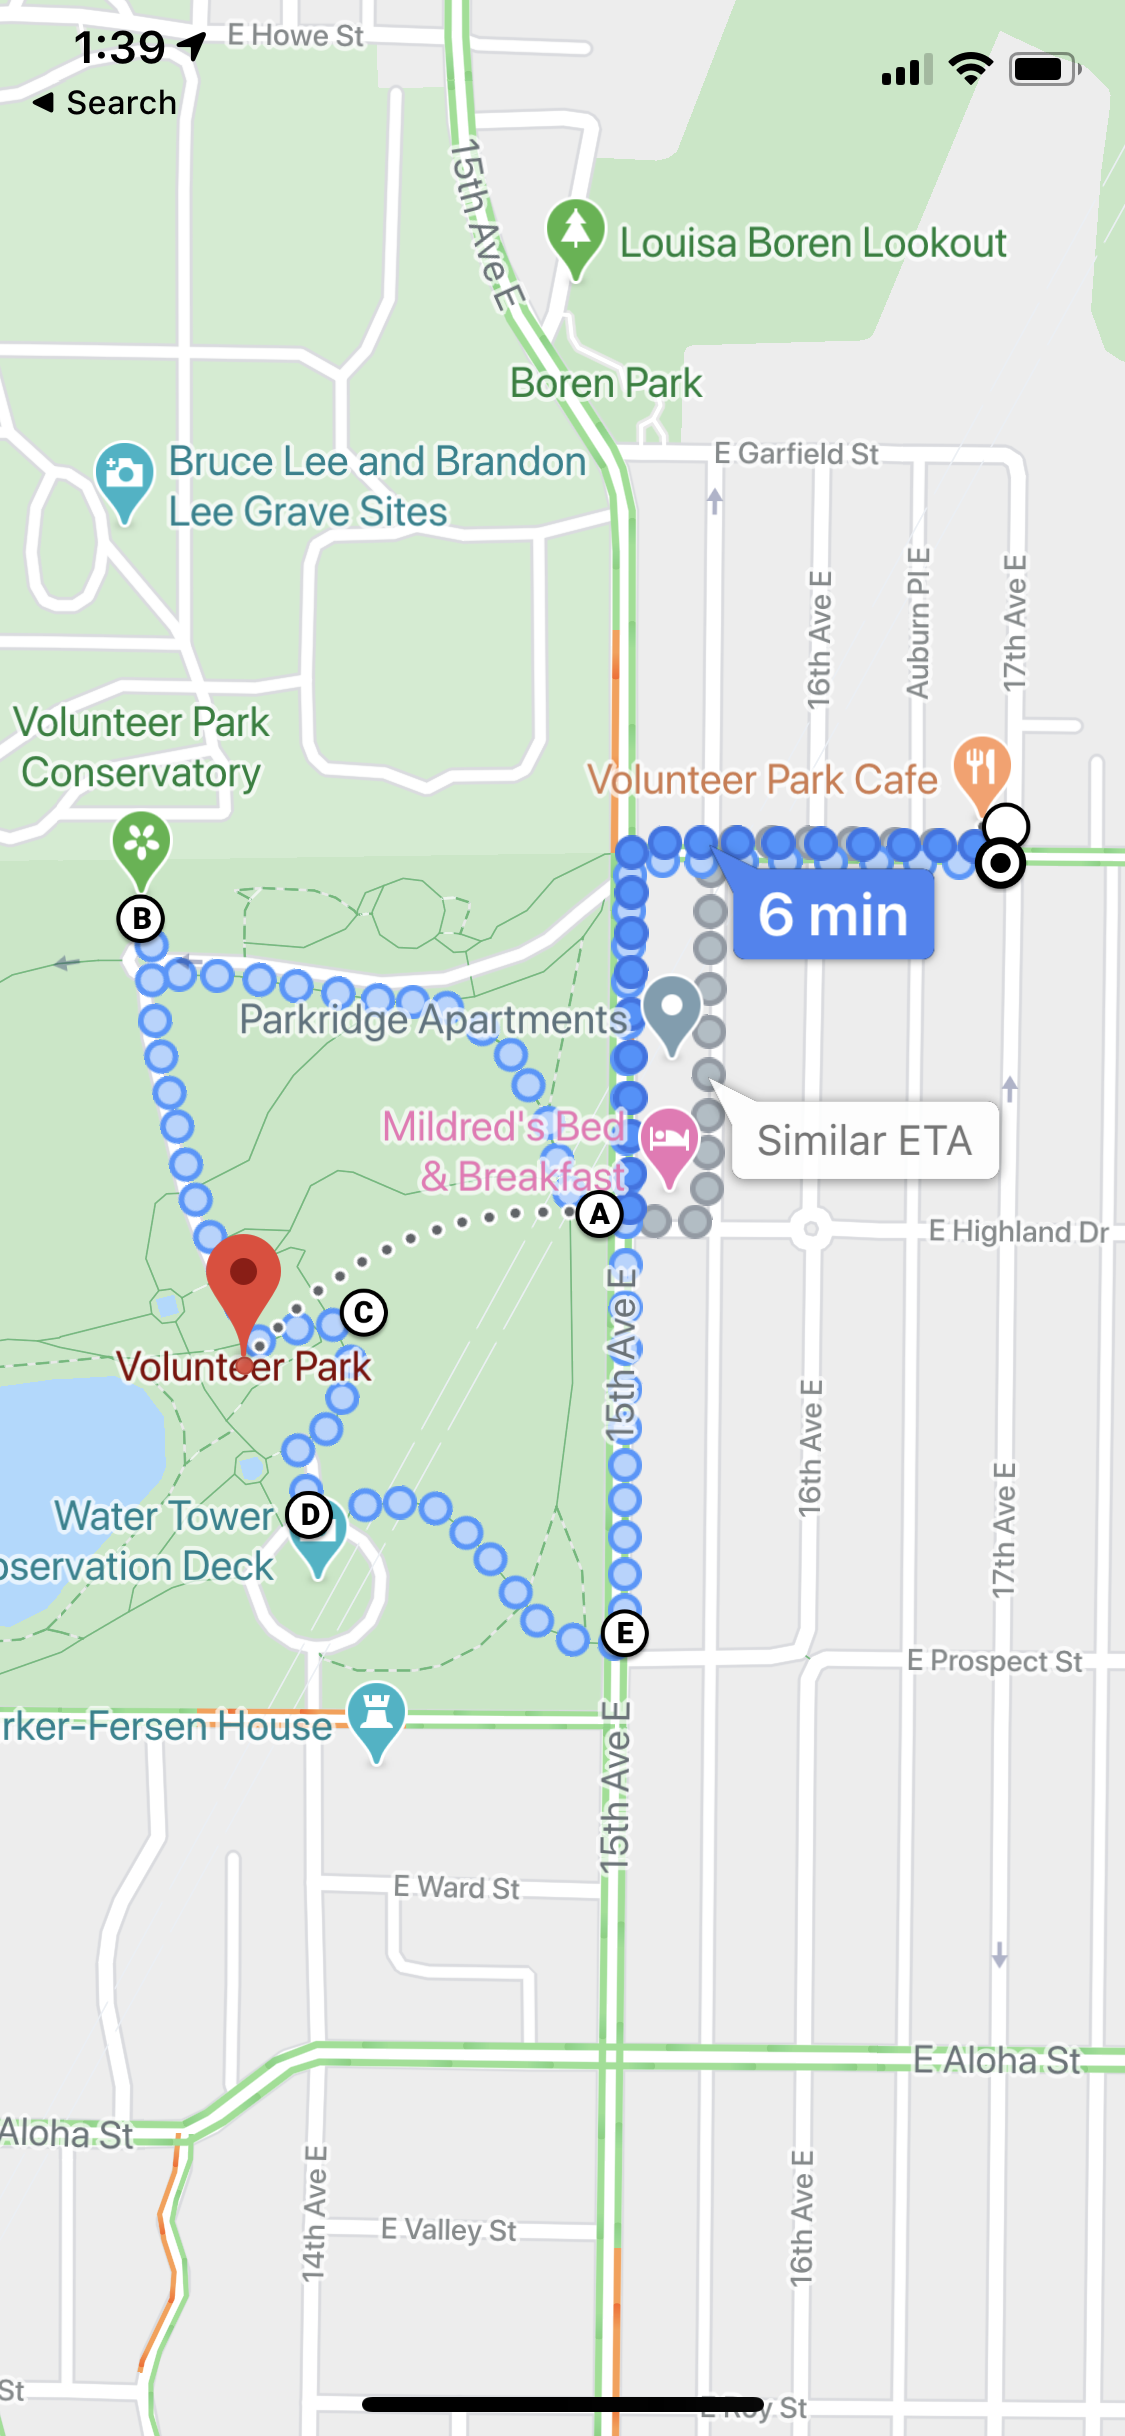 1:39
Search
E Howe St
15th Ave E
Louisa Boren Lookout
Boren Park
E Garfield St
Bruce Lee and Brandon
Lee Grave Sites
16th Ave E
Auburn Pl E
17th Ave E
Volunteer Park
Conservatory
Volunteer Park Cafe
B
6 min
Parkridge Apartments
Mildred's Bed
& Breakfast
Similar ETA
A
E Highland Dr
C
15th Ave E
Volunteer Park
16th Ave E
17th Ave E
Water Tower
D
oservation Deck
E
E Prospect St
rker-Fersen House
15th Ave E
E Ward St
E Aloha St
Aloha St
14th Ave E
16th Ave E
E Valley St
St
E Roy St